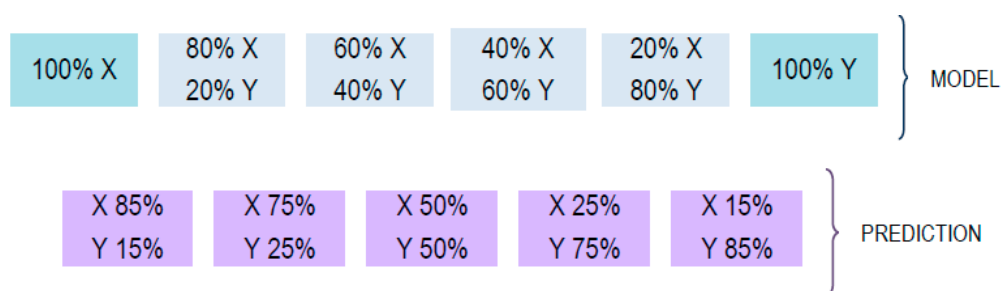 100% X
80% X
20% Y
60% X
40% Y
40% X
60% Y
20% X
80% Y
100% Y
MODEL
X 85%
Y 15%
X 75%
Y 25%
X 50%
Y 50%
X 25%
Y 75%
X 15%
Y 85%
PREDICTION